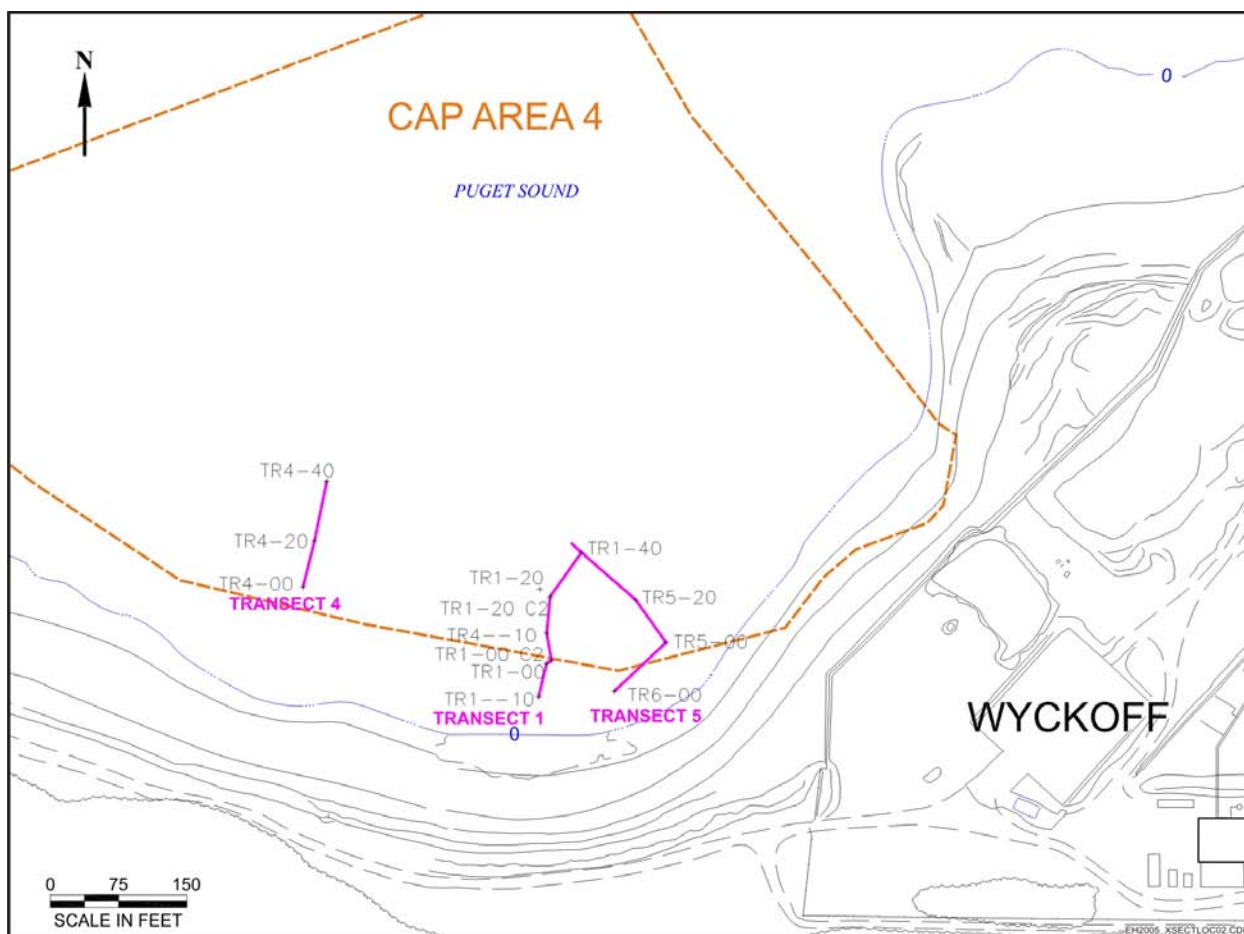 N
CAP AREA 4
PUGET SOUND
0
TR4-40
TR4-20
TR4-00
TRANSECT 4
TR1-40
TR1-20
TR1-20 C2
TR5-20
TR4--10
TR5-00
TR1-00 C2
TR1-00
TR1--10
TR6-00
TRANSECT 1
TRANSECT 5
0
WYCKOFF
0 75 150
SCALE IN FEET
EH2005_XSECTLOC02.CDR